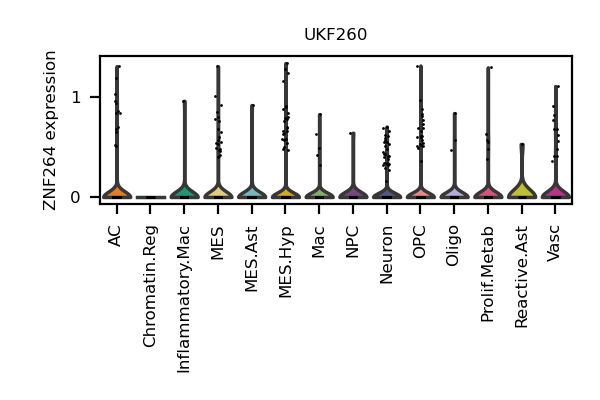 UKF260
ZNF264 expression
1
0
AC
Chromatin.Reg
Inflammatory.Mac
MES
MES.Ast
MES.Hyp
Mac
NPC
Neuron
OPC
Oligo
Prolif.Metab
Reactive.Ast
Vasc